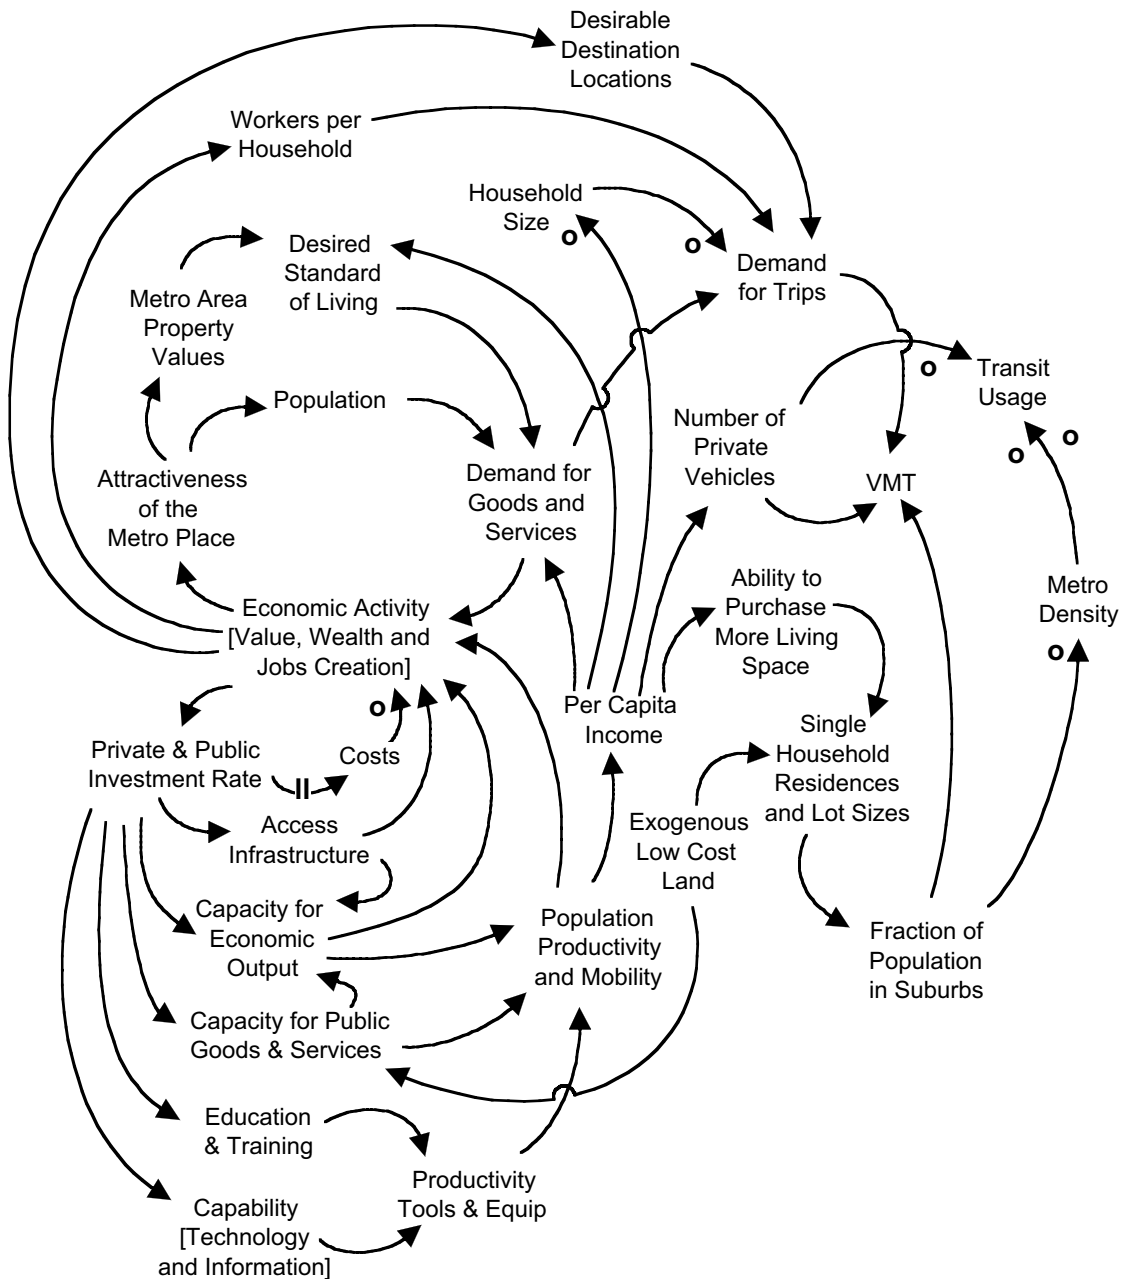 Desirable
Destination
Locations
Workers per
Household
Household
Size
o
o
Desired
Standard
of Living
Demand
for Trips
Metro Area
Property
Values
Transit
Usage
o
Population
Number of
Private
Vehicles
o
o
Attractiveness
of the
Metro Place
Demand for
Goods and
Services
VMT
Ability to
Purchase
More Living
Space
Metro
Density
o
Economic Activity
[Value, Wealth and
Jobs Creation]
Per Capita
Income
o
Single
Household
Residences
and Lot Sizes
Private & Public
Investment Rate
Costs
Access
Infrastructure
Exogenous
Low Cost
Land
Capacity for
Economic
Output
Population
Productivity
and Mobility
Fraction of
Population
in Suburbs
Capacity for Public
Goods & Services
Education
& Training
Productivity
Tools & Equip
Capability
[Technology
and Information]